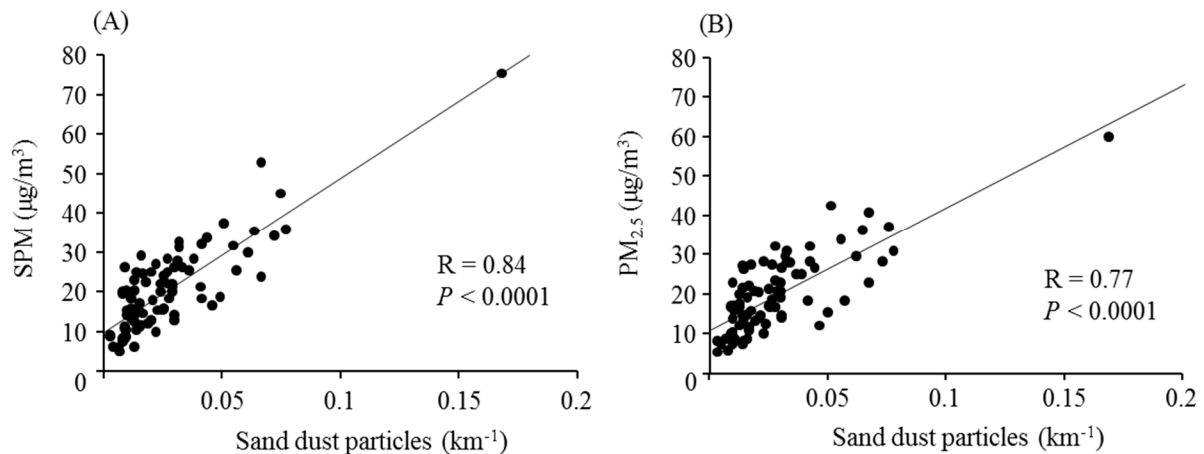 (A)
80
70
60
50
40
30
20
10
0
SPM (μg/m³)
0.05 0.1 0.15 0.2
Sand dust particles (km⁻¹)
R = 0.84
P < 0.0001
(B)
80
70
60
50
40
30
20
10
0
PM₂.₅ (μg/m³)
0.05 0.1 0.15 0.2
Sand dust particles (km⁻¹)
R = 0.77
P < 0.0001